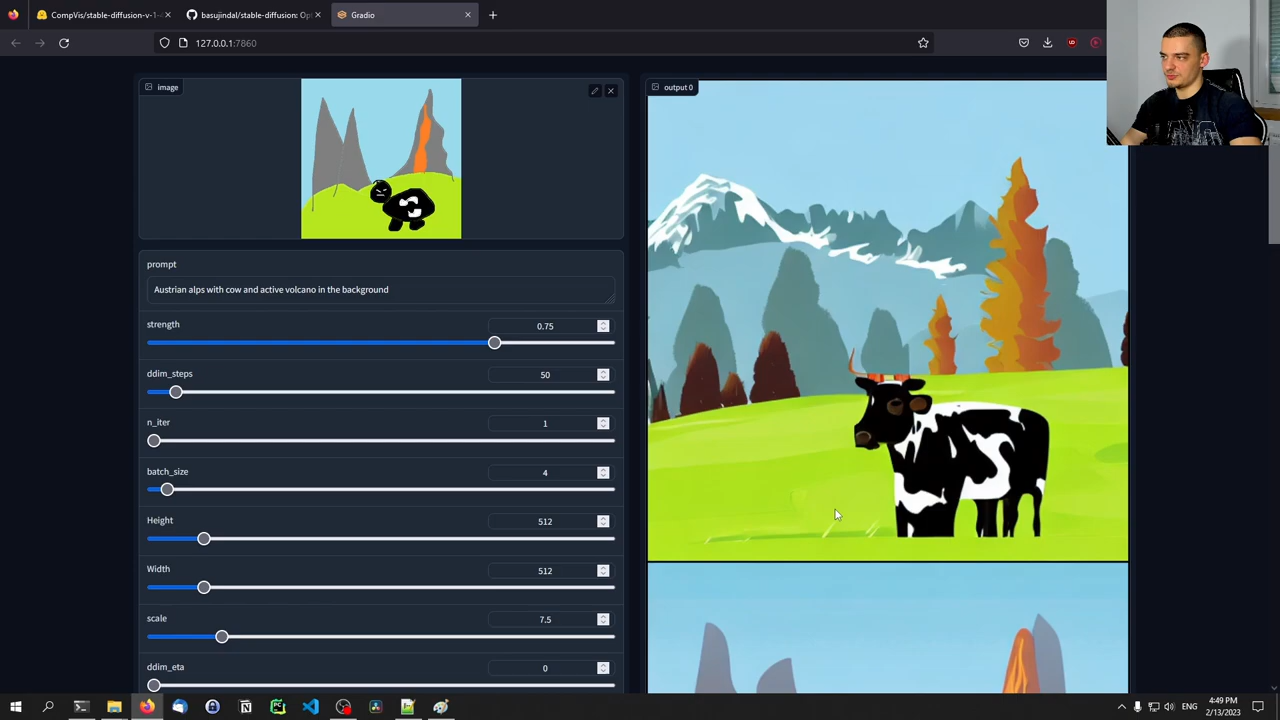 CompVis/stable-diffusion-v-1-4
basujindal/stable-diffusion: Opt
Gradio
127.0.0.1:7860
image
output 0
prompt
Austrian alps with cow and active volcano in the background
strength
0.75
ddim_steps
50
n_iter
1
batch_size
4
Height
512
Width
512
scale
7.5
ddim_eta
0
ENG
4:49 PM
2/13/2023